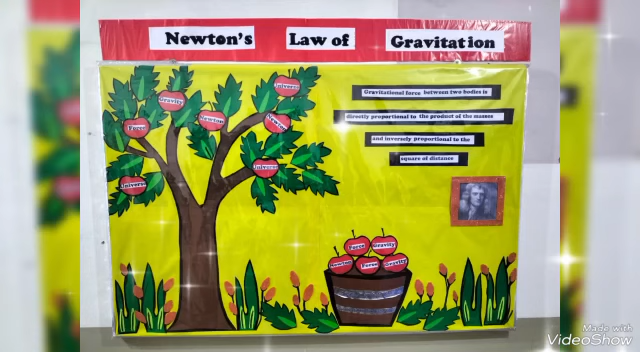 Newton's Law of Gravitation
Gravitational force between two bodies is
directly proportional to the product of the masses
and inversely proportional to the
square of distance
Universe
Gravity
Force
Newton
Newton
Universe
Universe
Force
Gravity
Newton
Force
Gravity
Made with
VideoShow